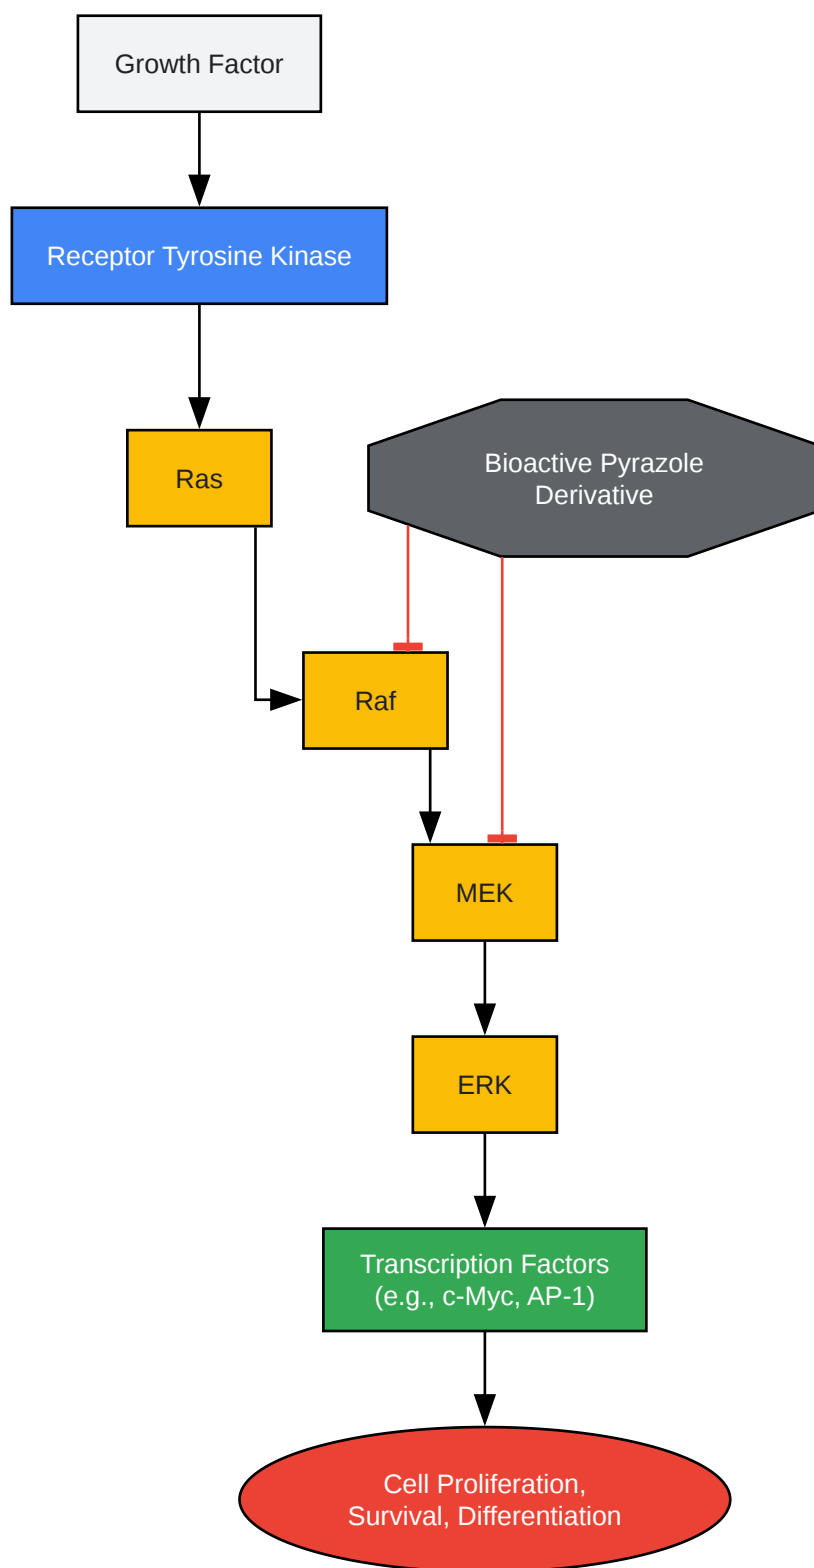 Growth Factor
Receptor Tyrosine Kinase
Ras
Bioactive Pyrazole
Derivative
Raf
MEK
ERK
Transcription Factors
(e.g., c-Myc, AP-1)
Cell Proliferation,
Survival, Differentiation